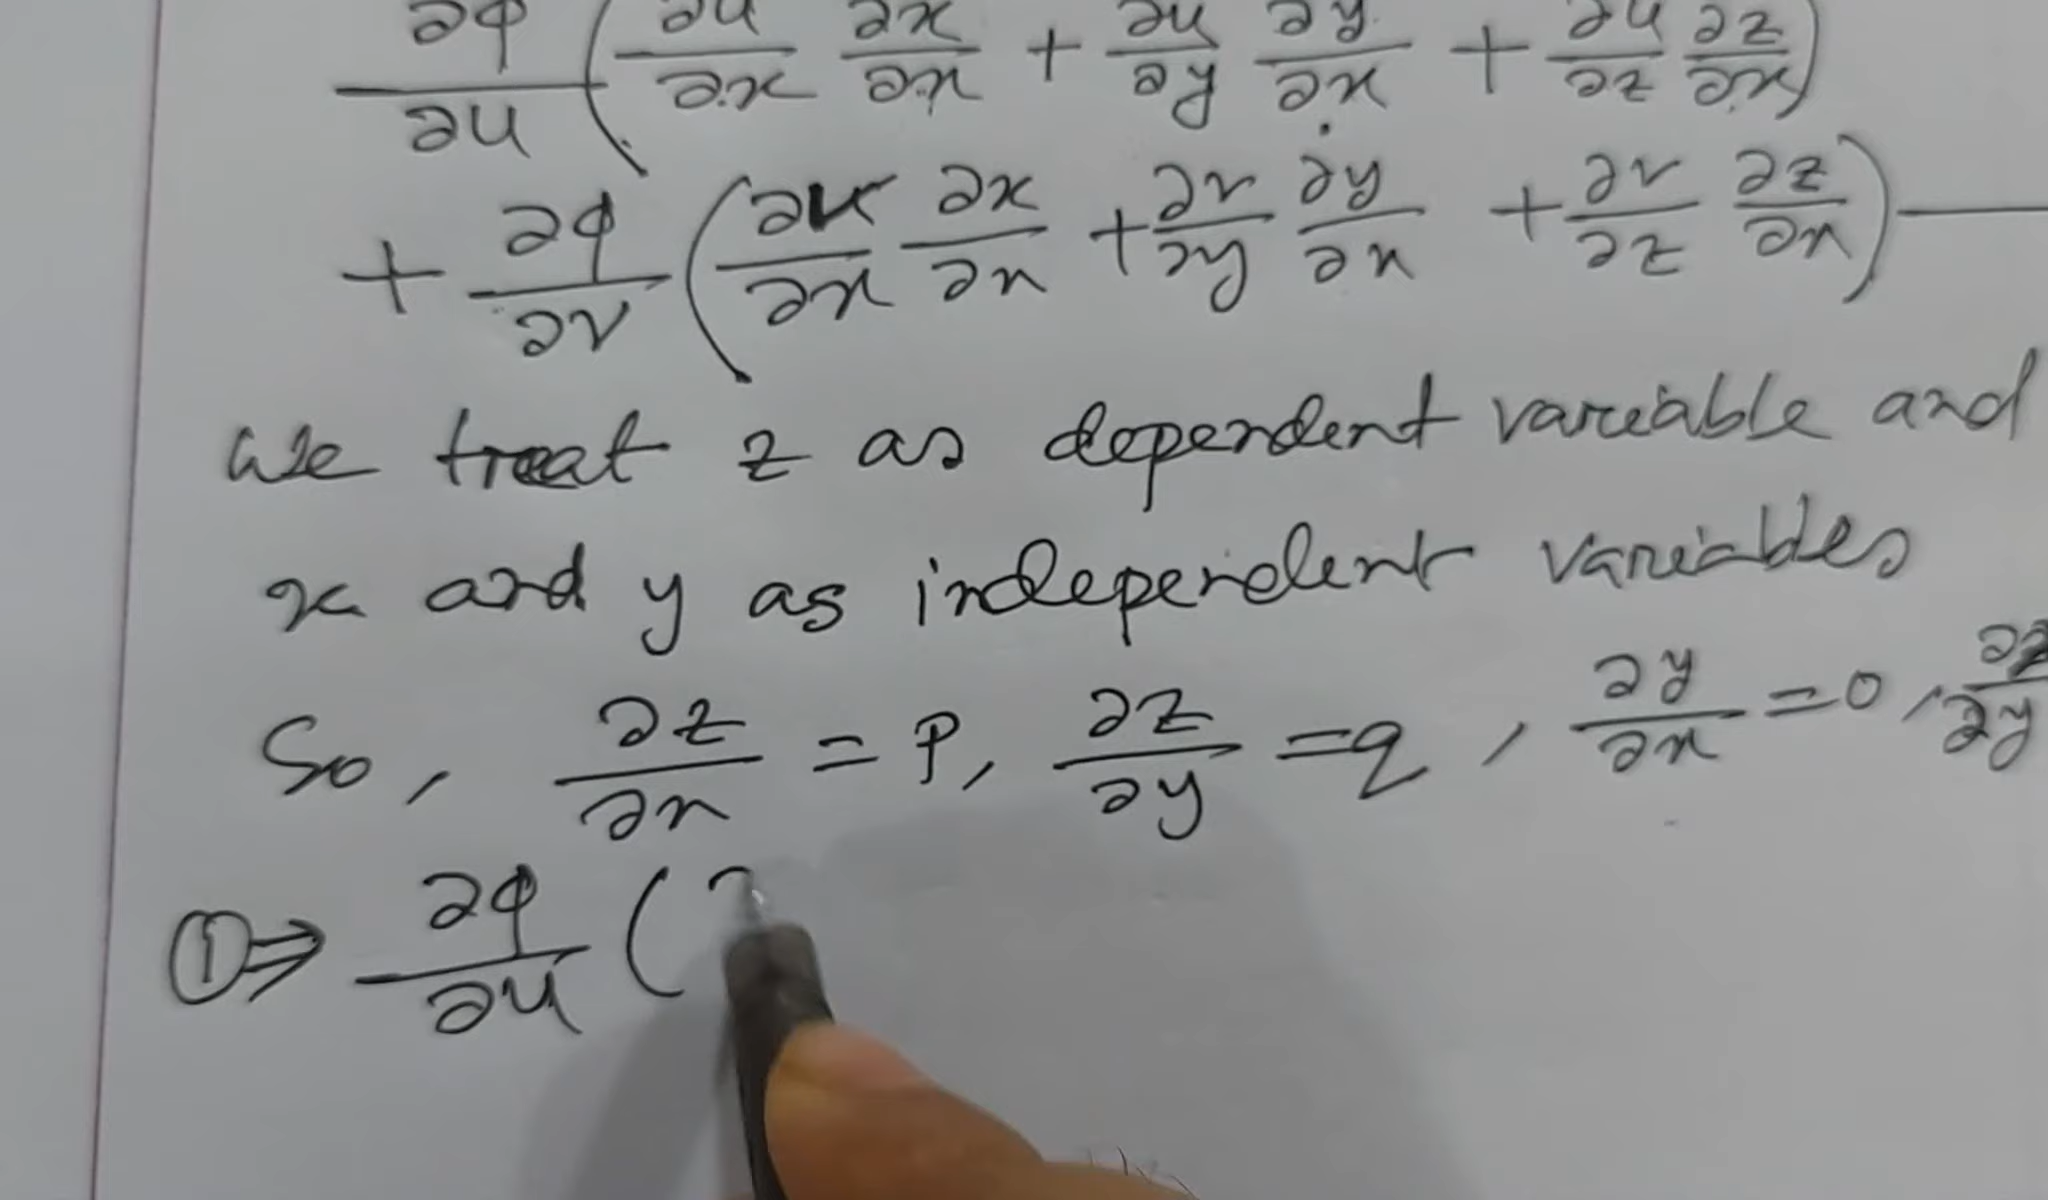 ∂φ/∂u (∂u/∂x ∂x/∂x + ∂u/∂y ∂y/∂x + ∂u/∂z ∂z/∂x)
+ ∂φ/∂v (∂v/∂x ∂x/∂x + ∂v/∂y ∂y/∂x + ∂v/∂z ∂z/∂x) —
We treat z as dependent variable and
x and y as independent variables
So, ∂z/∂x = P, ∂z/∂y = q, ∂y/∂x = 0,
① ⇒ ∂φ/∂u (